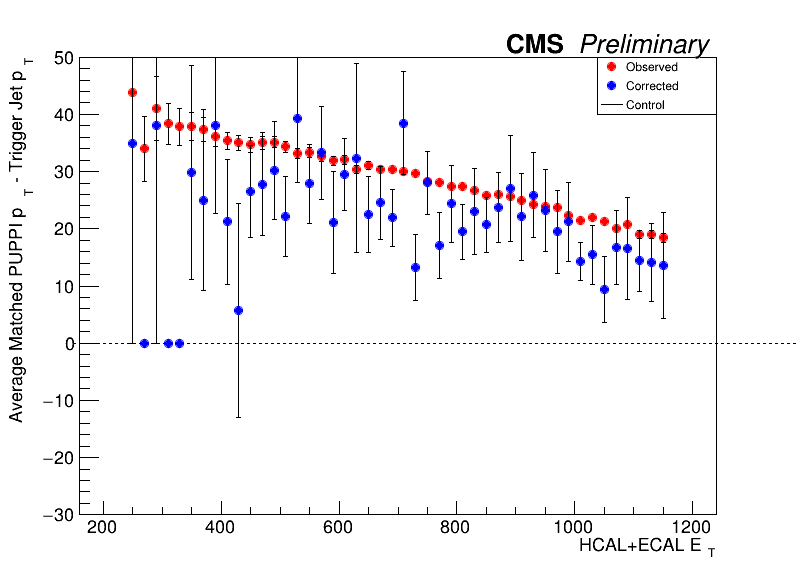 CMS Preliminary
Average Matched PUPPI p T - Trigger Jet p T
50
40
30
20
10
0
−10
−20
−30
Observed
Corrected
Control
200 400 600 800 1000 1200
HCAL+ECAL E T